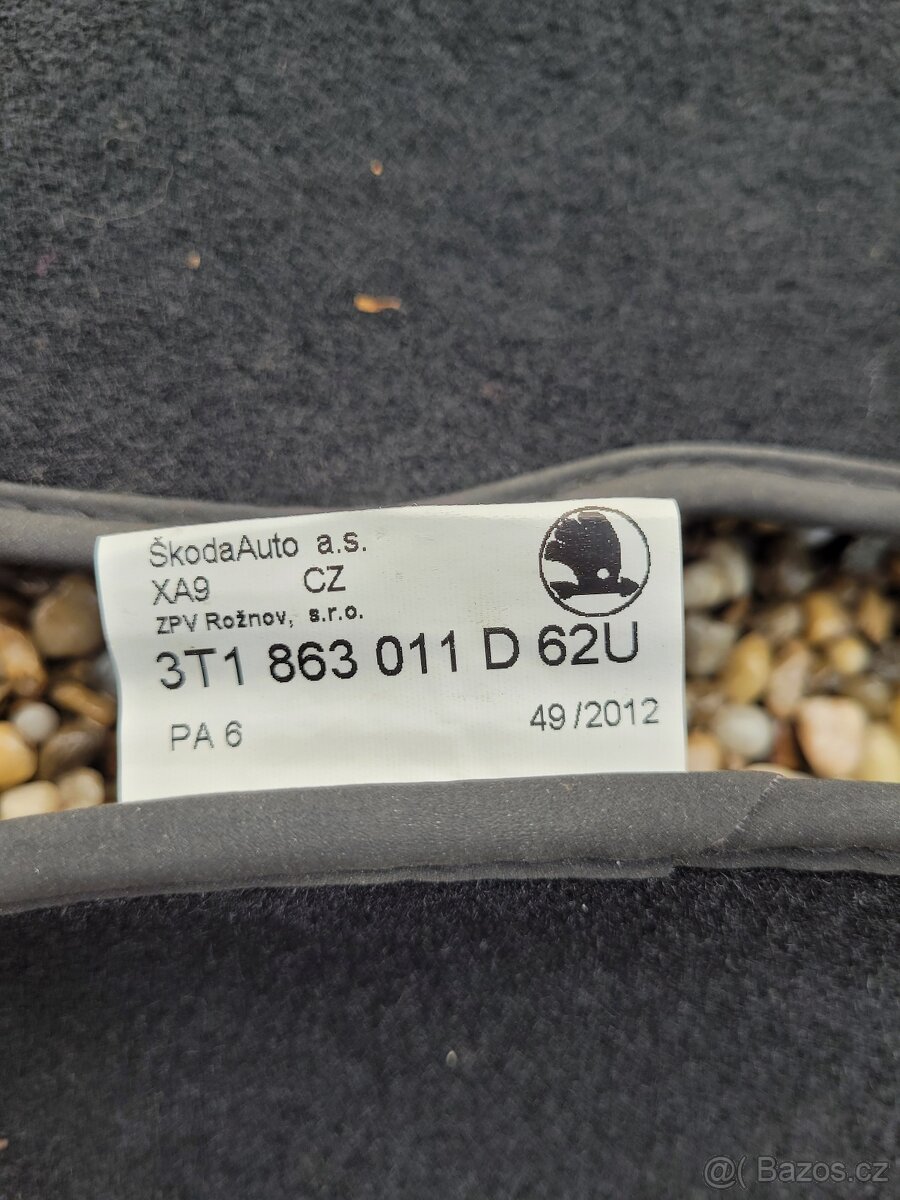 ŠkodaAuto a.s.
XA9 CZ
ZPV Rožnov, s.r.o.
3T1 863 011 D 62U
PA 6 49/2012
@( Bazos.cz